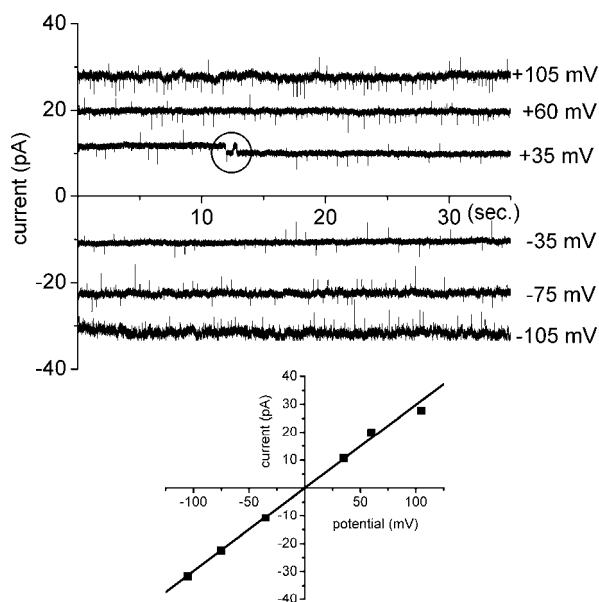 40
+105 mV
20
+60 mV
+35 mV
current (pA)
0
10 20 30 (sec.)
-35 mV
-20
-75 mV
-105 mV
-40
40
30
20
10
current (pA)
-100 -50 0 50 100
-10
potential (mV)
-20
-30
-40